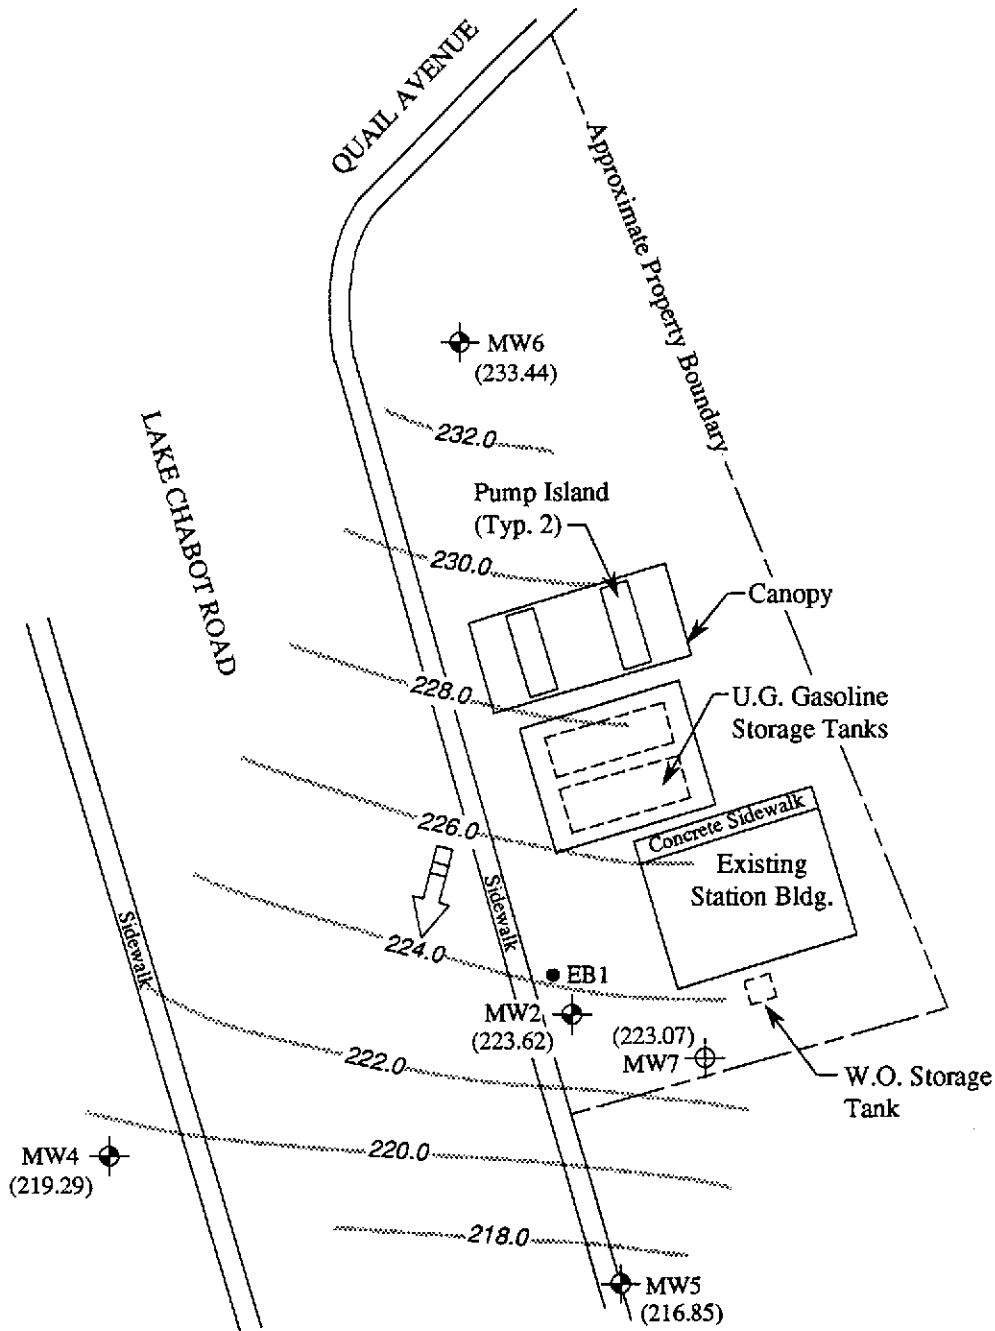 QUAIL AVENUE
Approximate Property Boundary
MW6
(233.44)
LAKE CHABOT ROAD
232.0
Pump Island
(Typ. 2)
230.0
Canopy
228.0
U.G. Gasoline
Storage Tanks
226.0
Concrete Sidewalk
Existing
Station Bldg.
Sidewalk
Sidewalk
224.0
EB1
MW2
(223.62)
(223.07)
MW7
222.0
W.O. Storage
Tank
220.0
MW4
(219.29)
218.0
MW5
(216.85)